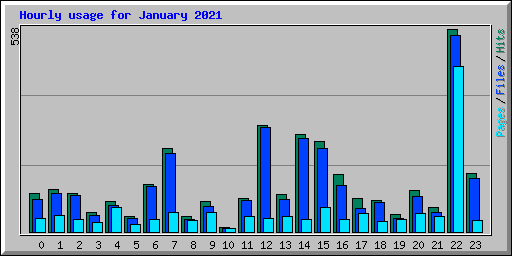 Hourly usage for January 2021
538
Pages/Files/Hits
0 1 2 3 4 5 6 7 8 9 10 11 12 13 14 15 16 17 18 19 20 21 22 23